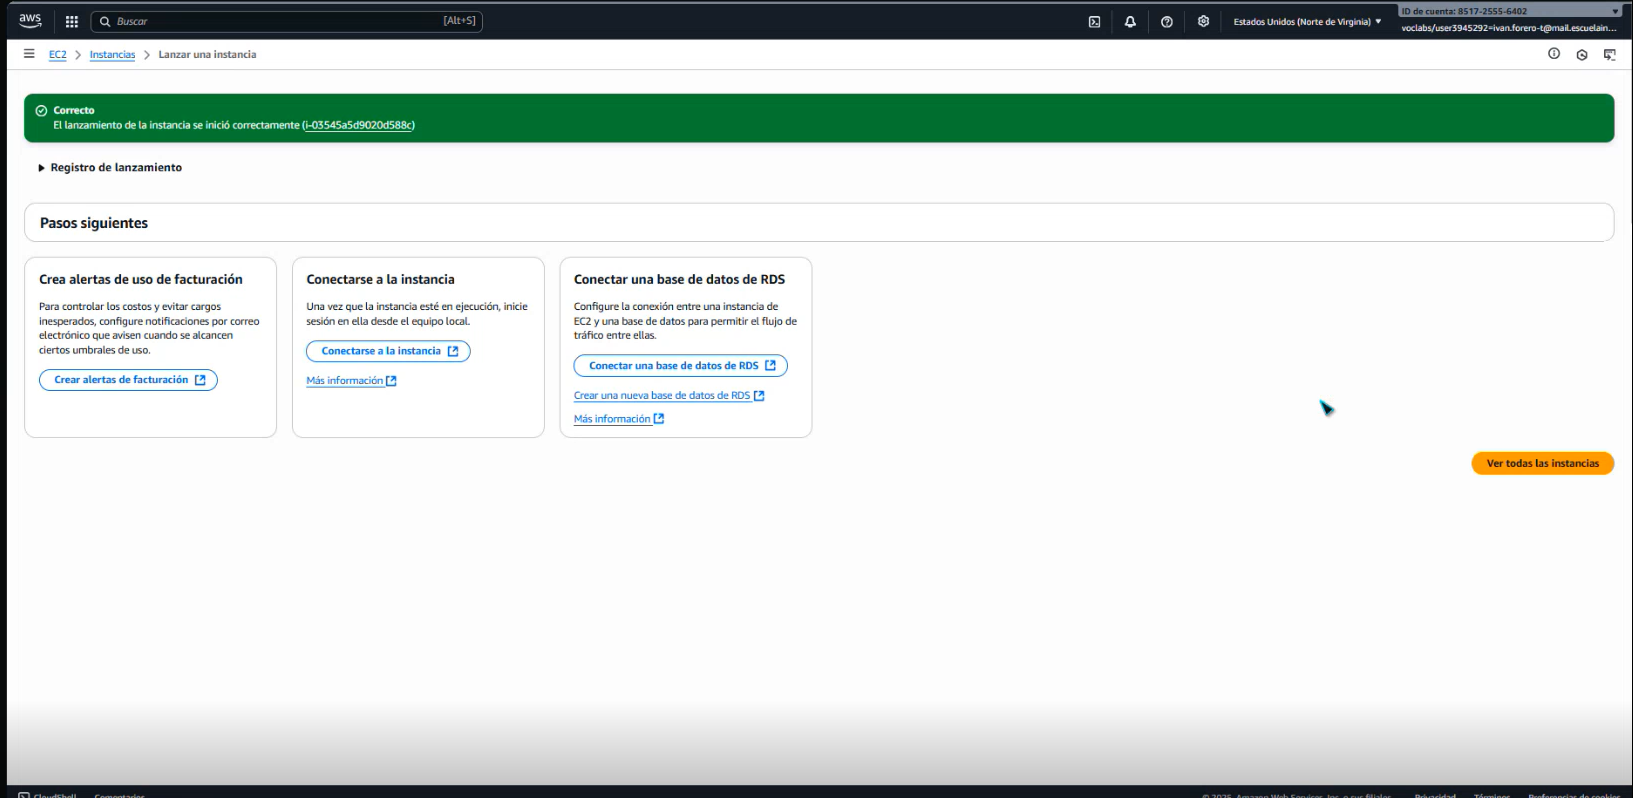 aws
Buscar
[Alt+S]
Estados Unidos (Norte de Virginia)
ID de cuenta: 8517-2555-6402
voclabs/user3945292=ivan.forero-t@mail.escuelain...
EC2 > Instancias > Lanzar una instancia
Correcto
El lanzamiento de la instancia se inició correctamente (i-03545a5d9020d588c)
Registro de lanzamiento
Pasos siguientes
Crea alertas de uso de facturación
Para controlar los costos y evitar cargos
inesperados, configure notificaciones por correo
electrónico que avisen cuando se alcancen
ciertos umbrales de uso.
Crear alertas de facturación
Conectarse a la instancia
Una vez que la instancia esté en ejecución, inicie
sesión en ella desde el equipo local.
Conectarse a la instancia
Más información
Conectar una base de datos de RDS
Configure la conexión entre una instancia de
EC2 y una base de datos para permitir el flujo de
tráfico entre ellas.
Conectar una base de datos de RDS
Crear una nueva base de datos de RDS
Más información
Ver todas las instancias
CloudShell
Comentarios
© 2025, Amazon Web Services, Inc. o sus filiales.
Privacidad
Términos
Preferencias de cookies